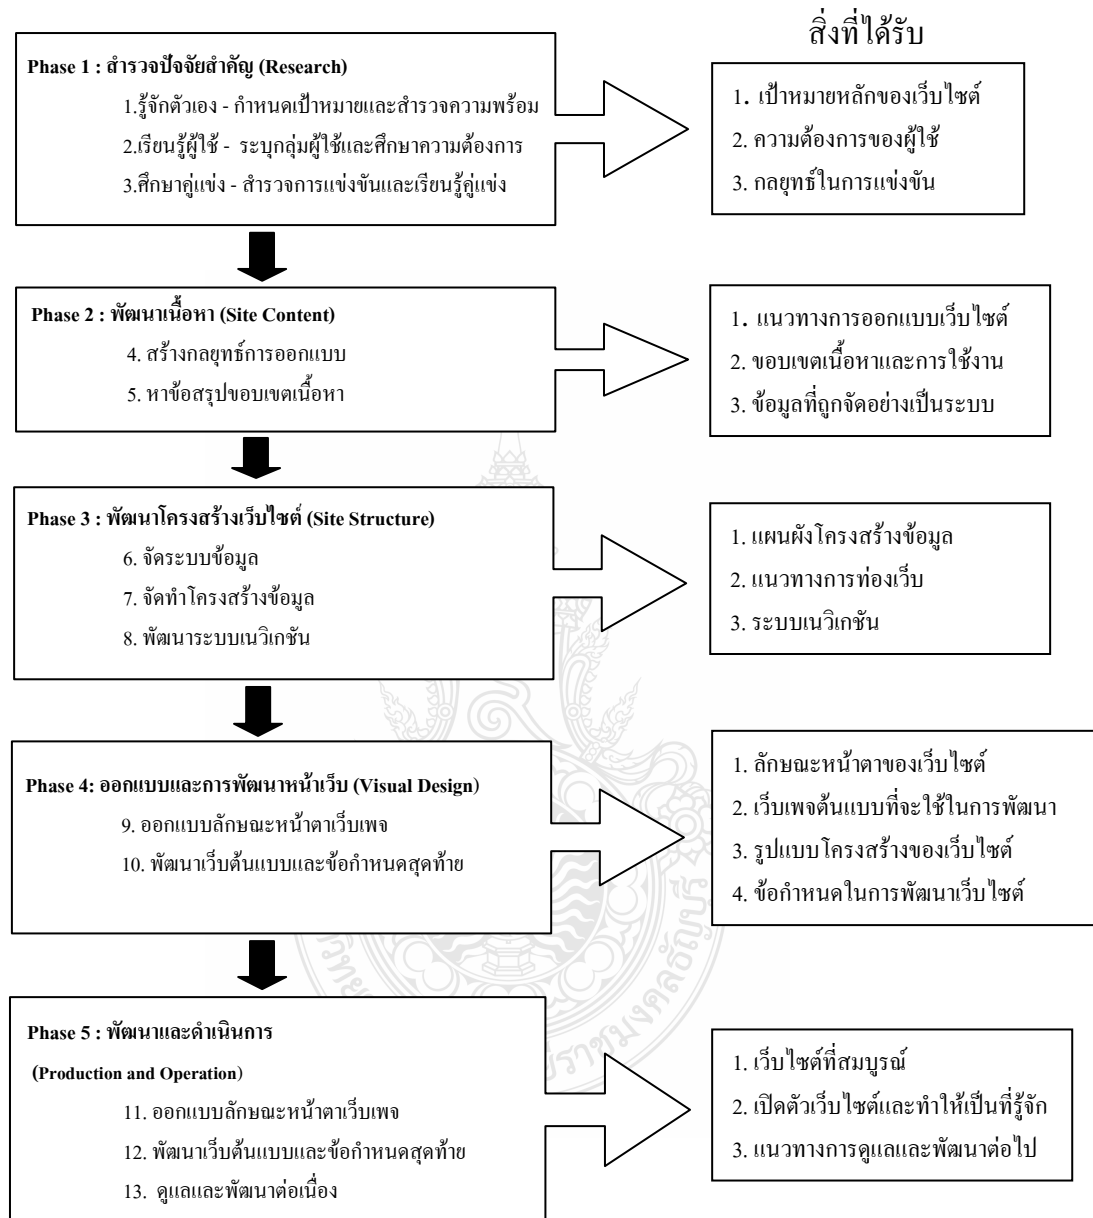 สิ่งที่ได้รับ
Phase 1 : สำรวจปัจจัยสำคัญ (Research)
1.รู้จักตัวเอง - กำหนดเป้าหมายและสำรวจความพร้อม
2.เรียนรู้ผู้ใช้ - ระบุกลุ่มผู้ใช้และศึกษาความต้องการ
3.ศึกษาคู่แข่ง - สำรวจการแข่งขันและเรียนรู้คู่แข่ง
1. เป้าหมายหลักของเว็บไซต์
2. ความต้องการของผู้ใช้
3. กลยุทธ์ในการแข่งขัน
Phase 2 : พัฒนาเนื้อหา (Site Content)
4. สร้างกลยุทธ์การออกแบบ
5. หาข้อสรุปขอบเขตเนื้อหา
1. แนวทางการออกแบบเว็บไซต์
2. ขอบเขตเนื้อหาและการใช้งาน
3. ข้อมูลที่ถูกจัดอย่างเป็นระบบ
Phase 3 : พัฒนาโครงสร้างเว็บไซต์ (Site Structure)
6. จัดระบบข้อมูล
7. จัดทำโครงสร้างข้อมูล
8. พัฒนาระบบเนวิเกชัน
1. แผนผังโครงสร้างข้อมูล
2. แนวทางการท่องเว็บ
3. ระบบเนวิเกชัน
Phase 4: ออกแบบและการพัฒนาหน้าเว็บ (Visual Design)
9. ออกแบบลักษณะหน้าตาเว็บเพจ
10. พัฒนาเว็บต้นแบบและข้อกำหนดสุดท้าย
1. ลักษณะหน้าตาของเว็บไซต์
2. เว็บเพจต้นแบบที่จะใช้ในการพัฒนา
3. รูปแบบโครงสร้างของเว็บไซต์
4. ข้อกำหนดในการพัฒนาเว็บไซต์
Phase 5 : พัฒนาและดำเนินการ
(Production and Operation)
11. ออกแบบลักษณะหน้าตาเว็บเพจ
12. พัฒนาเว็บต้นแบบและข้อกำหนดสุดท้าย
13. ดูแลและพัฒนาต่อเนื่อง
1. เว็บไซต์ที่สมบูรณ์
2. เปิดตัวเว็บไซต์และทำให้เป็นที่รู้จัก
3. แนวทางการดูแลและพัฒนาต่อไป